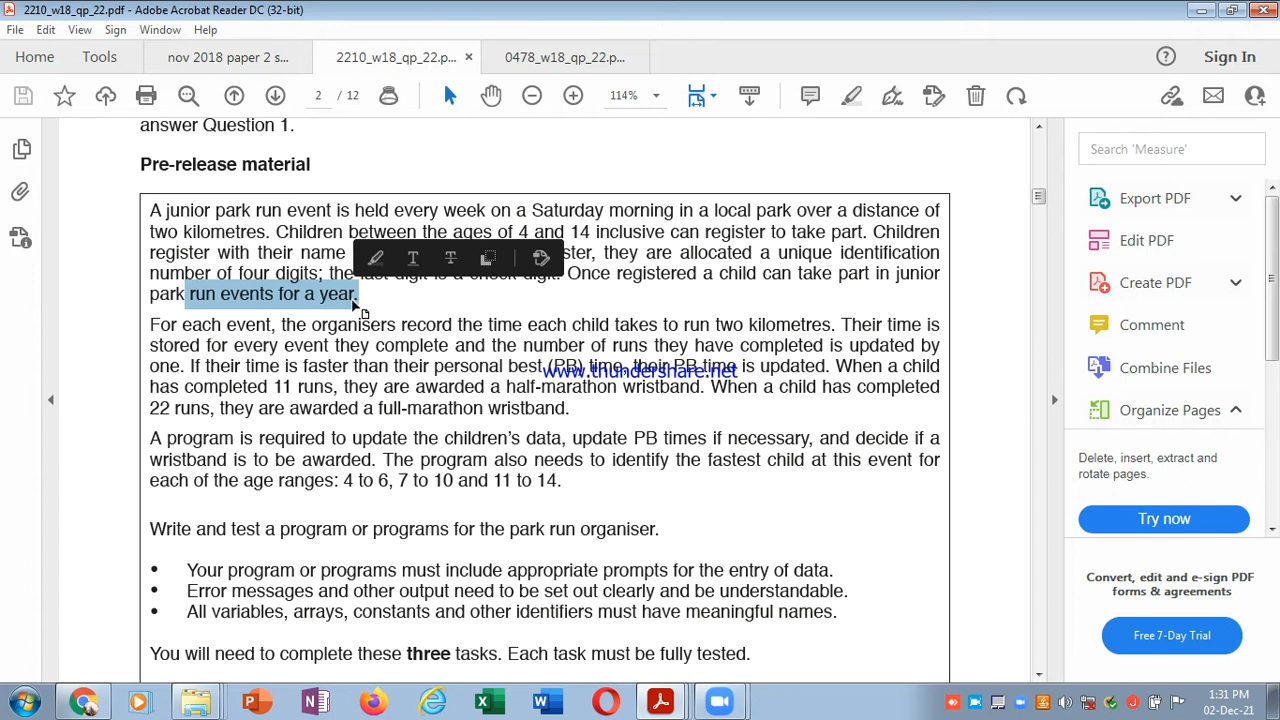 2210_w18_qp_22.pdf - Adobe Acrobat Reader DC (32-bit)
File Edit View Sign Window Help
Home Tools nov 2018 paper 2 s... 2210_w18_qp_22.p... × 0478_w18_qp_22.p... Sign In
2 / 12 114%
answer Question 1.
Pre-release material
A junior park run event is held every week on a Saturday morning in a local park over a distance of
two kilometres. Children between the ages of 4 and 14 inclusive can register to take part. Children
register with their name ster, they are allocated a unique identification
number of four digits; the last digit is a check digit. Once registered a child can take part in junior
park run events for a year.
For each event, the organisers record the time each child takes to run two kilometres. Their time is
stored for every event they complete and the number of runs they have completed is updated by
one. If their time is faster than their personal best (PB) time, their PB time is updated. When a child
www.thundershare.net
has completed 11 runs, they are awarded a half-marathon wristband. When a child has completed
22 runs, they are awarded a full-marathon wristband.
A program is required to update the children's data, update PB times if necessary, and decide if a
wristband is to be awarded. The program also needs to identify the fastest child at this event for
each of the age ranges: 4 to 6, 7 to 10 and 11 to 14.
Write and test a program or programs for the park run organiser.
• Your program or programs must include appropriate prompts for the entry of data.
• Error messages and other output need to be set out clearly and be understandable.
• All variables, arrays, constants and other identifiers must have meaningful names.
You will need to complete these three tasks. Each task must be fully tested.
Search 'Measure'
Export PDF
Edit PDF
Create PDF
Comment
Combine Files
Organize Pages
Delete, insert, extract and
rotate pages.
Try now
Convert, edit and e-sign PDF
forms & agreements
Free 7-Day Trial
1:31 PM
02-Dec-21